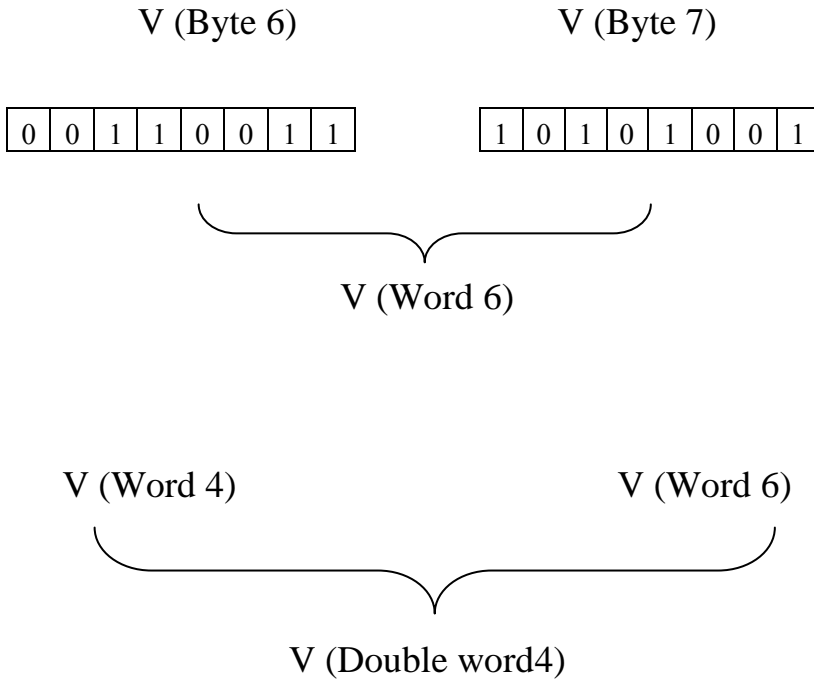 V (Byte 6) V (Byte 7)
0 0 1 1 0 0 1 1 1 0 1 0 1 0 0 1
V (Word 6)
V (Word 4) V (Word 6)
V (Double word4)